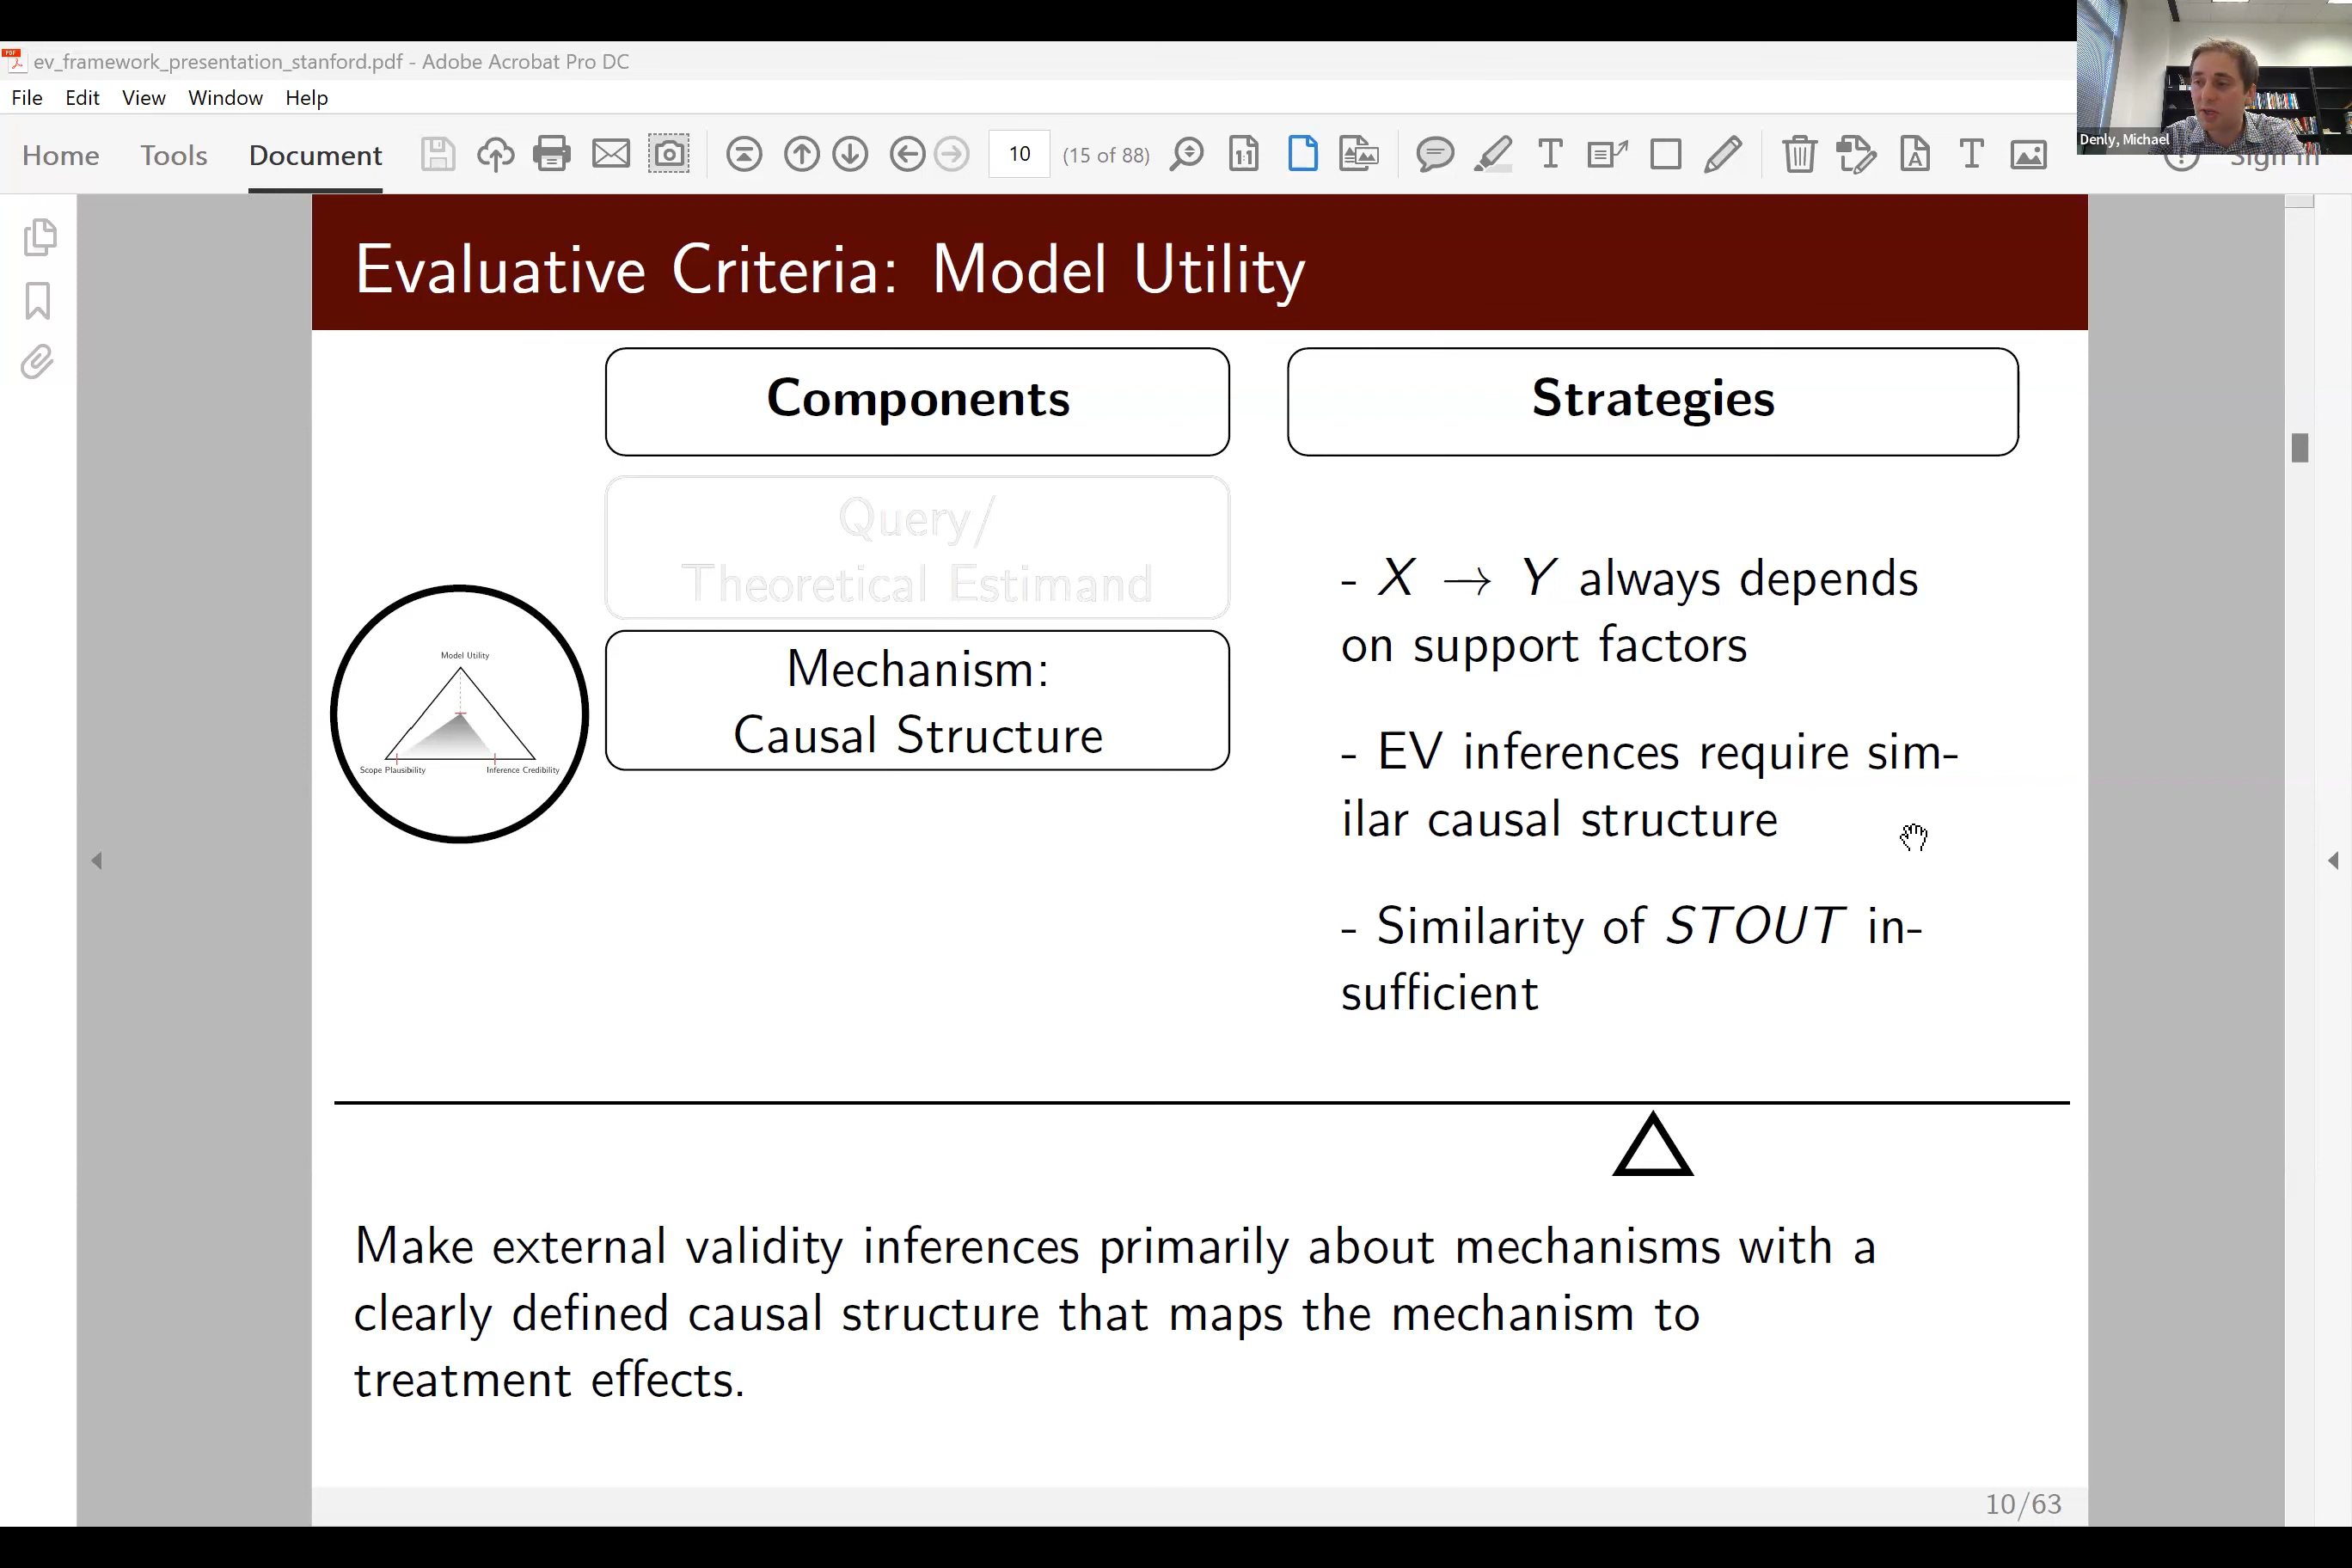 ev_framework_presentation_stanford.pdf - Adobe Acrobat Pro DC
File Edit View Window Help
Home Tools Document 10 (15 of 88) Sign In
Denly, Michael
Evaluative Criteria: Model Utility
Components
Strategies
Query/
Theoretical Estimand
Mechanism:
Causal Structure
Model Utility
Scope Plausibility Inference Credibility
- X → Y always depends
on support factors
- EV inferences require sim-
ilar causal structure
- Similarity of STOUT in-
sufficient
Make external validity inferences primarily about mechanisms with a
clearly defined causal structure that maps the mechanism to
treatment effects.
10/63